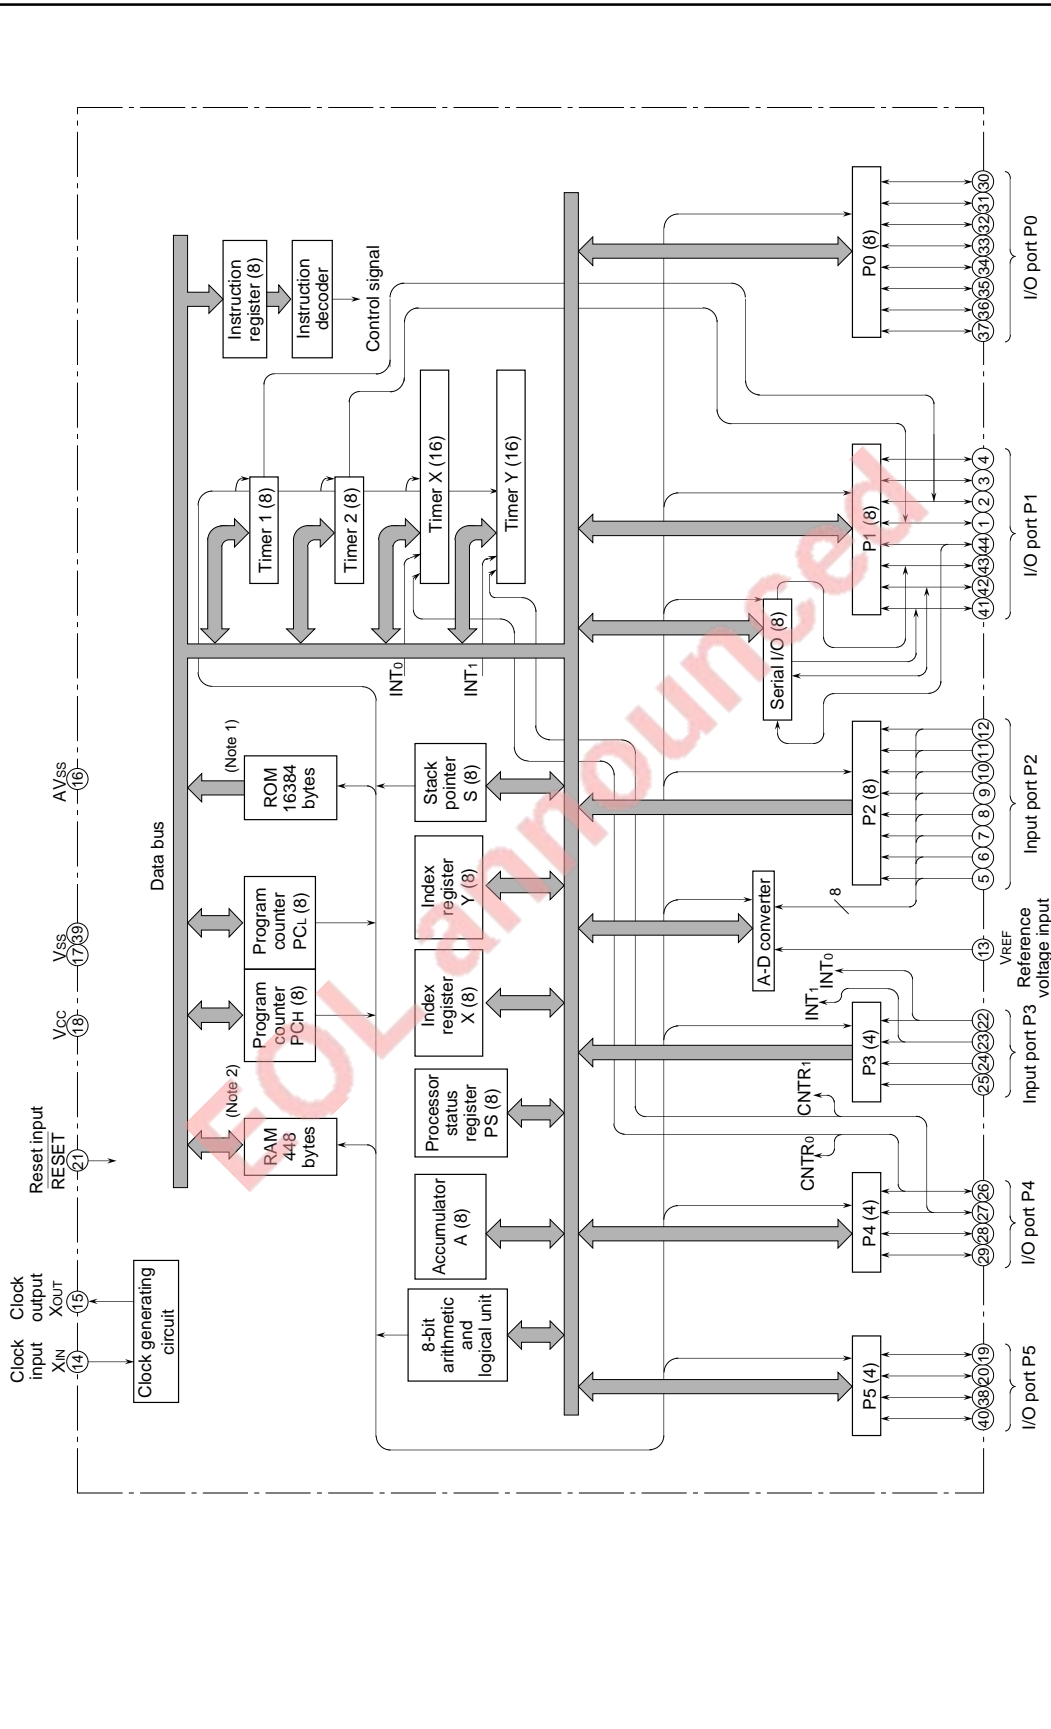 Clock
input
XIN
14
Clock
output
XOUT
15
Reset input
RESET
21
VCC
18
VSS
17 39
AVSS
16
Clock generating
circuit
Data bus
RAM
448
bytes
(Note 2)
Program
counter
PCH (8)
Program
counter
PCL (8)
ROM
16384
bytes
(Note 1)
Instruction
register (8)
Instruction
decoder
Control signal
Timer 1 (8)
Timer 2 (8)
Timer X (16)
Timer Y (16)
INT0
INT1
8-bit
arithmetic
and
logical unit
Accumulator
A (8)
Processor
status
register
PS (8)
Index
register
X (8)
Index
register
Y (8)
Stack
pointer
S (8)
EOL announced
CNTR0
CNTR1
INT1
INT0
A-D converter
8
Serial I/O (8)
P5 (4)
P4 (4)
P3 (4)
P2 (8)
P1 (8)
P0 (8)
40 38 20 19
I/O port P5
29 28 27 26
I/O port P4
25 24 23 22
Input port P3
13
VREF
Reference
voltage input
5 6 7 8 9 10 11 12
Input port P2
41 42 43 44 1 2 3 4
I/O port P1
37 36 35 34 33 32 31 30
I/O port P0